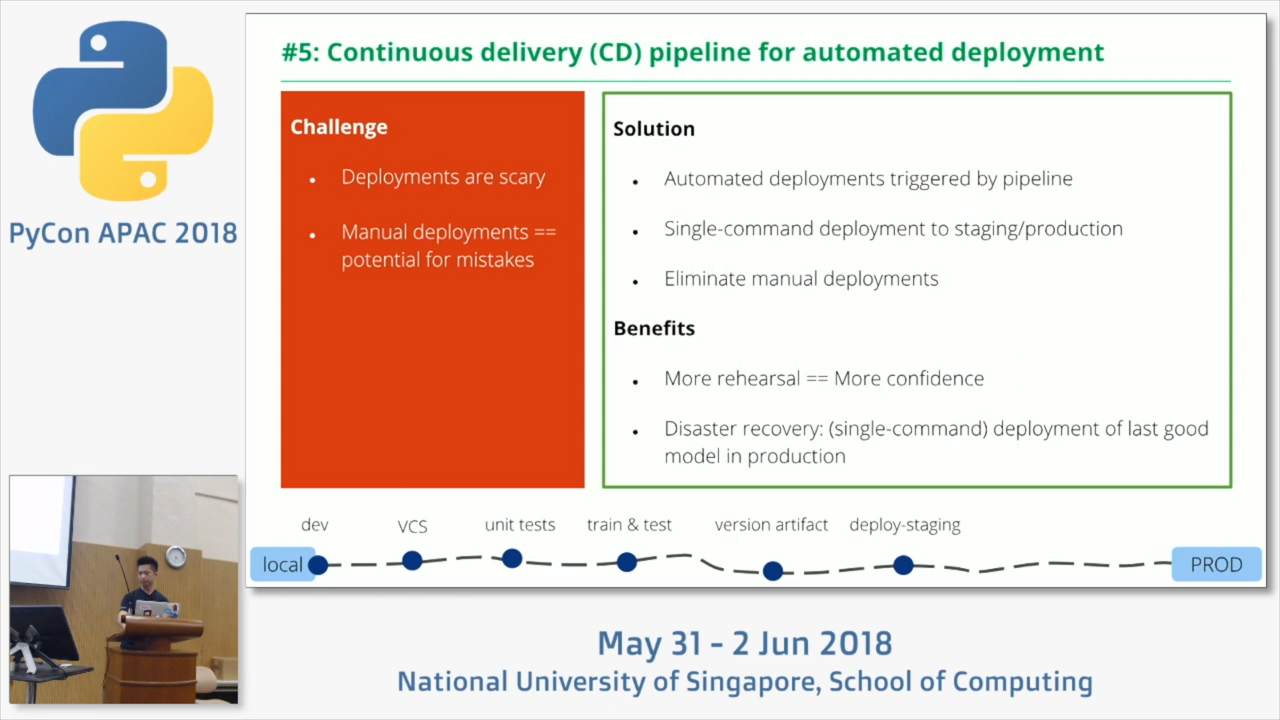 PyCon APAC 2018
#5: Continuous delivery (CD) pipeline for automated deployment
Challenge
Deployments are scary
Manual deployments ==
potential for mistakes
Solution
Automated deployments triggered by pipeline
Single-command deployment to staging/production
Eliminate manual deployments
Benefits
More rehearsal == More confidence
Disaster recovery: (single-command) deployment of last good
model in production
dev
VCS
unit tests
train & test
version artifact
deploy-staging
local
PROD
May 31 - 2 Jun 2018
National University of Singapore, School of Computing